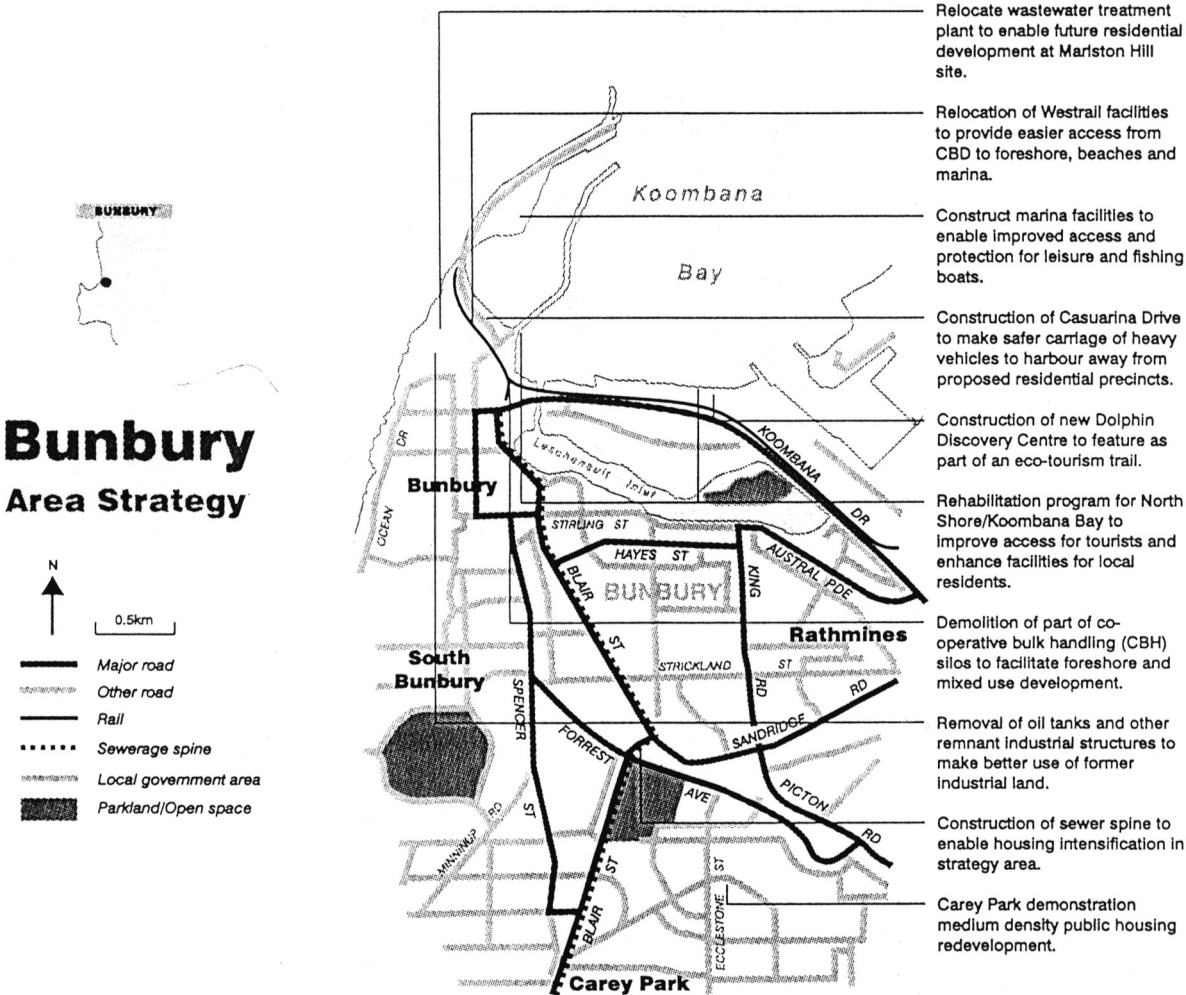 BUNBURY
Bunbury
Area Strategy
N
0.5km
Major road
Other road
Rail
Sewerage spine
Local government area
Parkland/Open space
Koombana
Bay
OCEAN DR
Bunbury
Leschenault Inlet
KOOMBANA DR
STIRLING ST
HAYES ST
AUSTRAL PDE
BLAIR ST
BUNBURY
KING RD
Rathmines
South
Bunbury
STRICKLAND ST
SPENCER ST
FORREST AVE
SANDRIDGE RD
PICTON RD
MINNINUP RD
BLAIR ST
ECCLESTONE ST
Carey Park
Relocate wastewater treatment
plant to enable future residential
development at Marlston Hill
site.
Relocation of Westrail facilities
to provide easier access from
CBD to foreshore, beaches and
marina.
Construct marina facilities to
enable improved access and
protection for leisure and fishing
boats.
Construction of Casuarina Drive
to make safer carriage of heavy
vehicles to harbour away from
proposed residential precincts.
Construction of new Dolphin
Discovery Centre to feature as
part of an eco-tourism trail.
Rehabilitation program for North
Shore/Koombana Bay to
improve access for tourists and
enhance facilities for local
residents.
Demolition of part of co-
operative bulk handling (CBH)
silos to facilitate foreshore and
mixed use development.
Removal of oil tanks and other
remnant industrial structures to
make better use of former
industrial land.
Construction of sewer spine to
enable housing intensification in
strategy area.
Carey Park demonstration
medium density public housing
redevelopment.